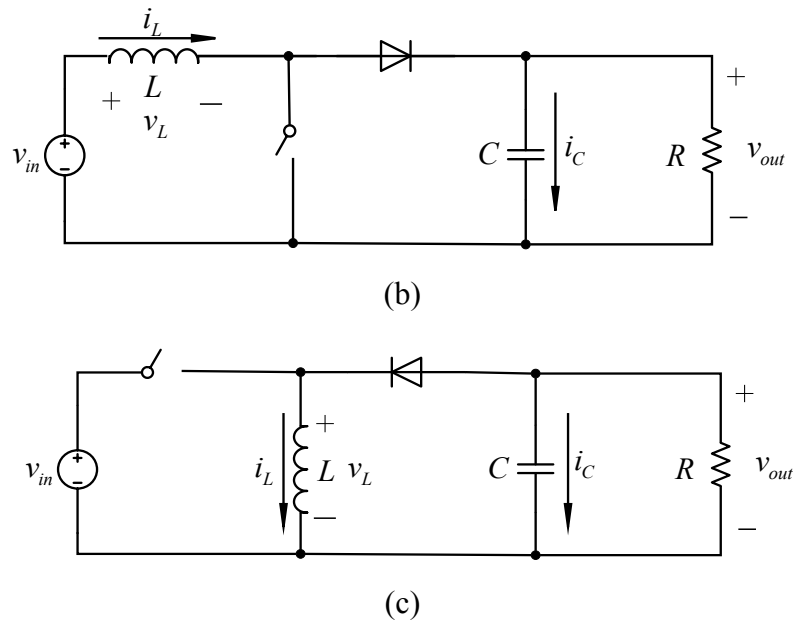 i_L
+ L −
v_L
+
−
v_in
C
i_C
R
+
v_out
−
(b)
+
−
v_in
i_L
+
L v_L
−
C
i_C
R
+
v_out
−
(c)